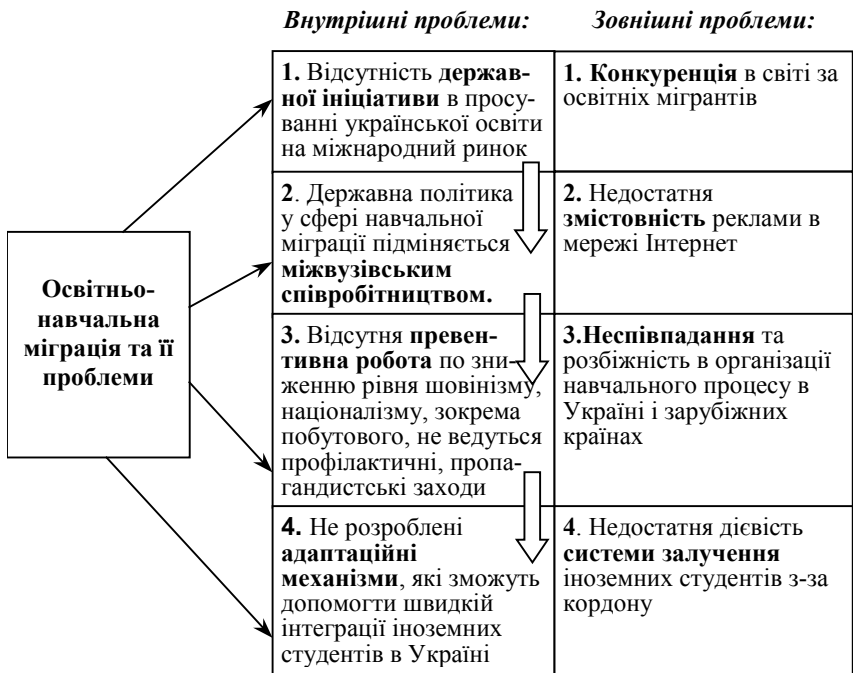 Внутрішні проблеми:
Зовнішні проблеми:
Освітньо-
навчальна
міграція та її
проблеми
1. Відсутність держав-
ної ініціативи в просу-
ванні української освіти
на міжнародний ринок
1. Конкуренція в світі за
освітніх мігрантів
2. Державна політика
у сфері навчальної
міграції підміняється
міжвузівським
співробітництвом.
2. Недостатня
змістовність реклами в
мережі Інтернет
3. Відсутня превен-
тивна робота по зни-
женню рівня шовінізму,
націоналізму, зокрема
побутового, не ведуться
профілактичні, пропа-
гандистські заходи
3.Неспівпадання та
розбіжність в організації
навчального процесу в
Україні і зарубіжних
країнах
4. Не розроблені
адаптаційні
механізми, які зможуть
допомогти швидкій
інтеграції іноземних
студентів в Україні
4. Недостатня дієвість
системи залучення
іноземних студентів з-за
кордону